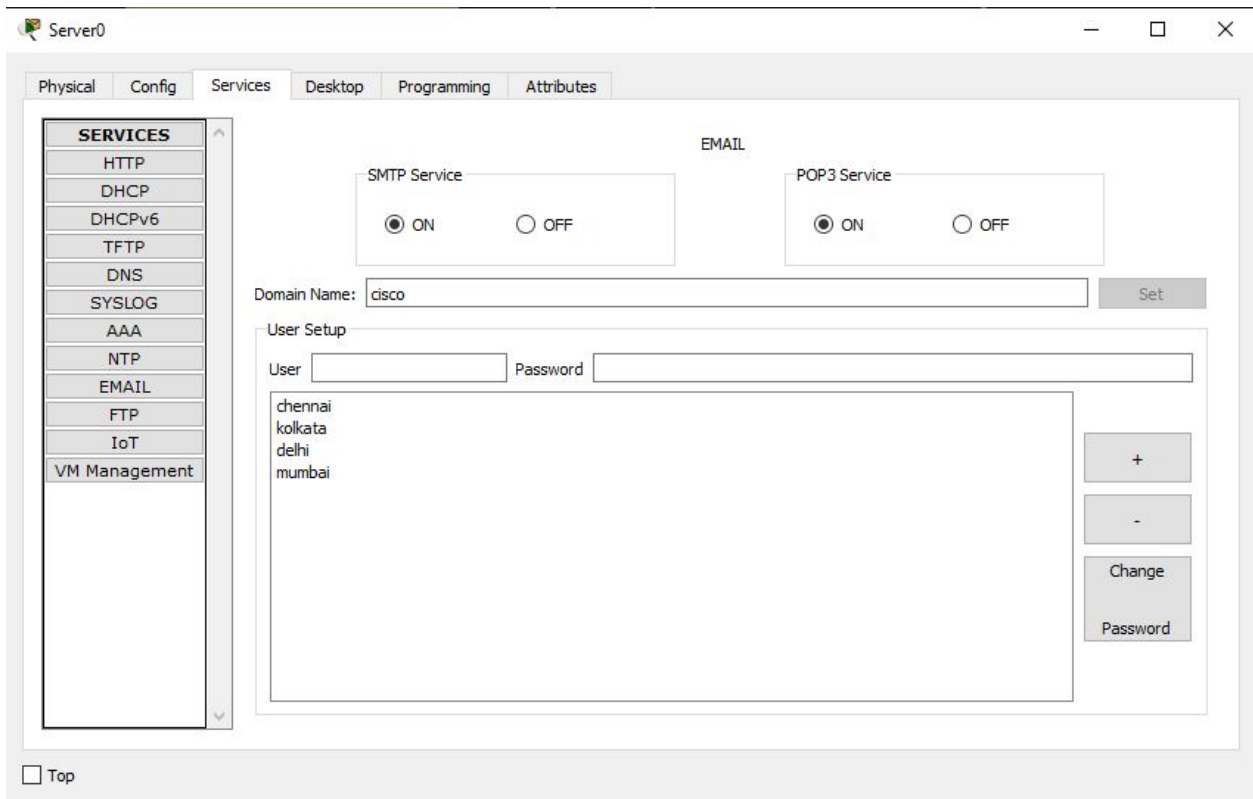 Server0
Physical Config Services Desktop Programming Attributes
SERVICES
HTTP
DHCP
DHCPv6
TFTP
DNS
SYSLOG
AAA
NTP
EMAIL
FTP
IoT
VM Management
EMAIL
SMTP Service
ON OFF
POP3 Service
ON OFF
Domain Name: cisco Set
User Setup
User Password
chennai
kolkata
delhi
mumbai
+
-
Change
Password
Top